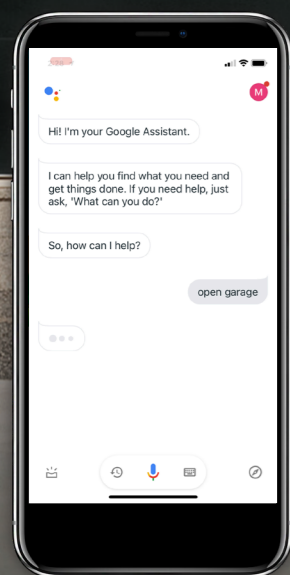 M
Hi! I'm your Google Assistant.
I can help you find what you need and
get things done. If you need help, just
ask, 'What can you do?'
So, how can I help?
open garage